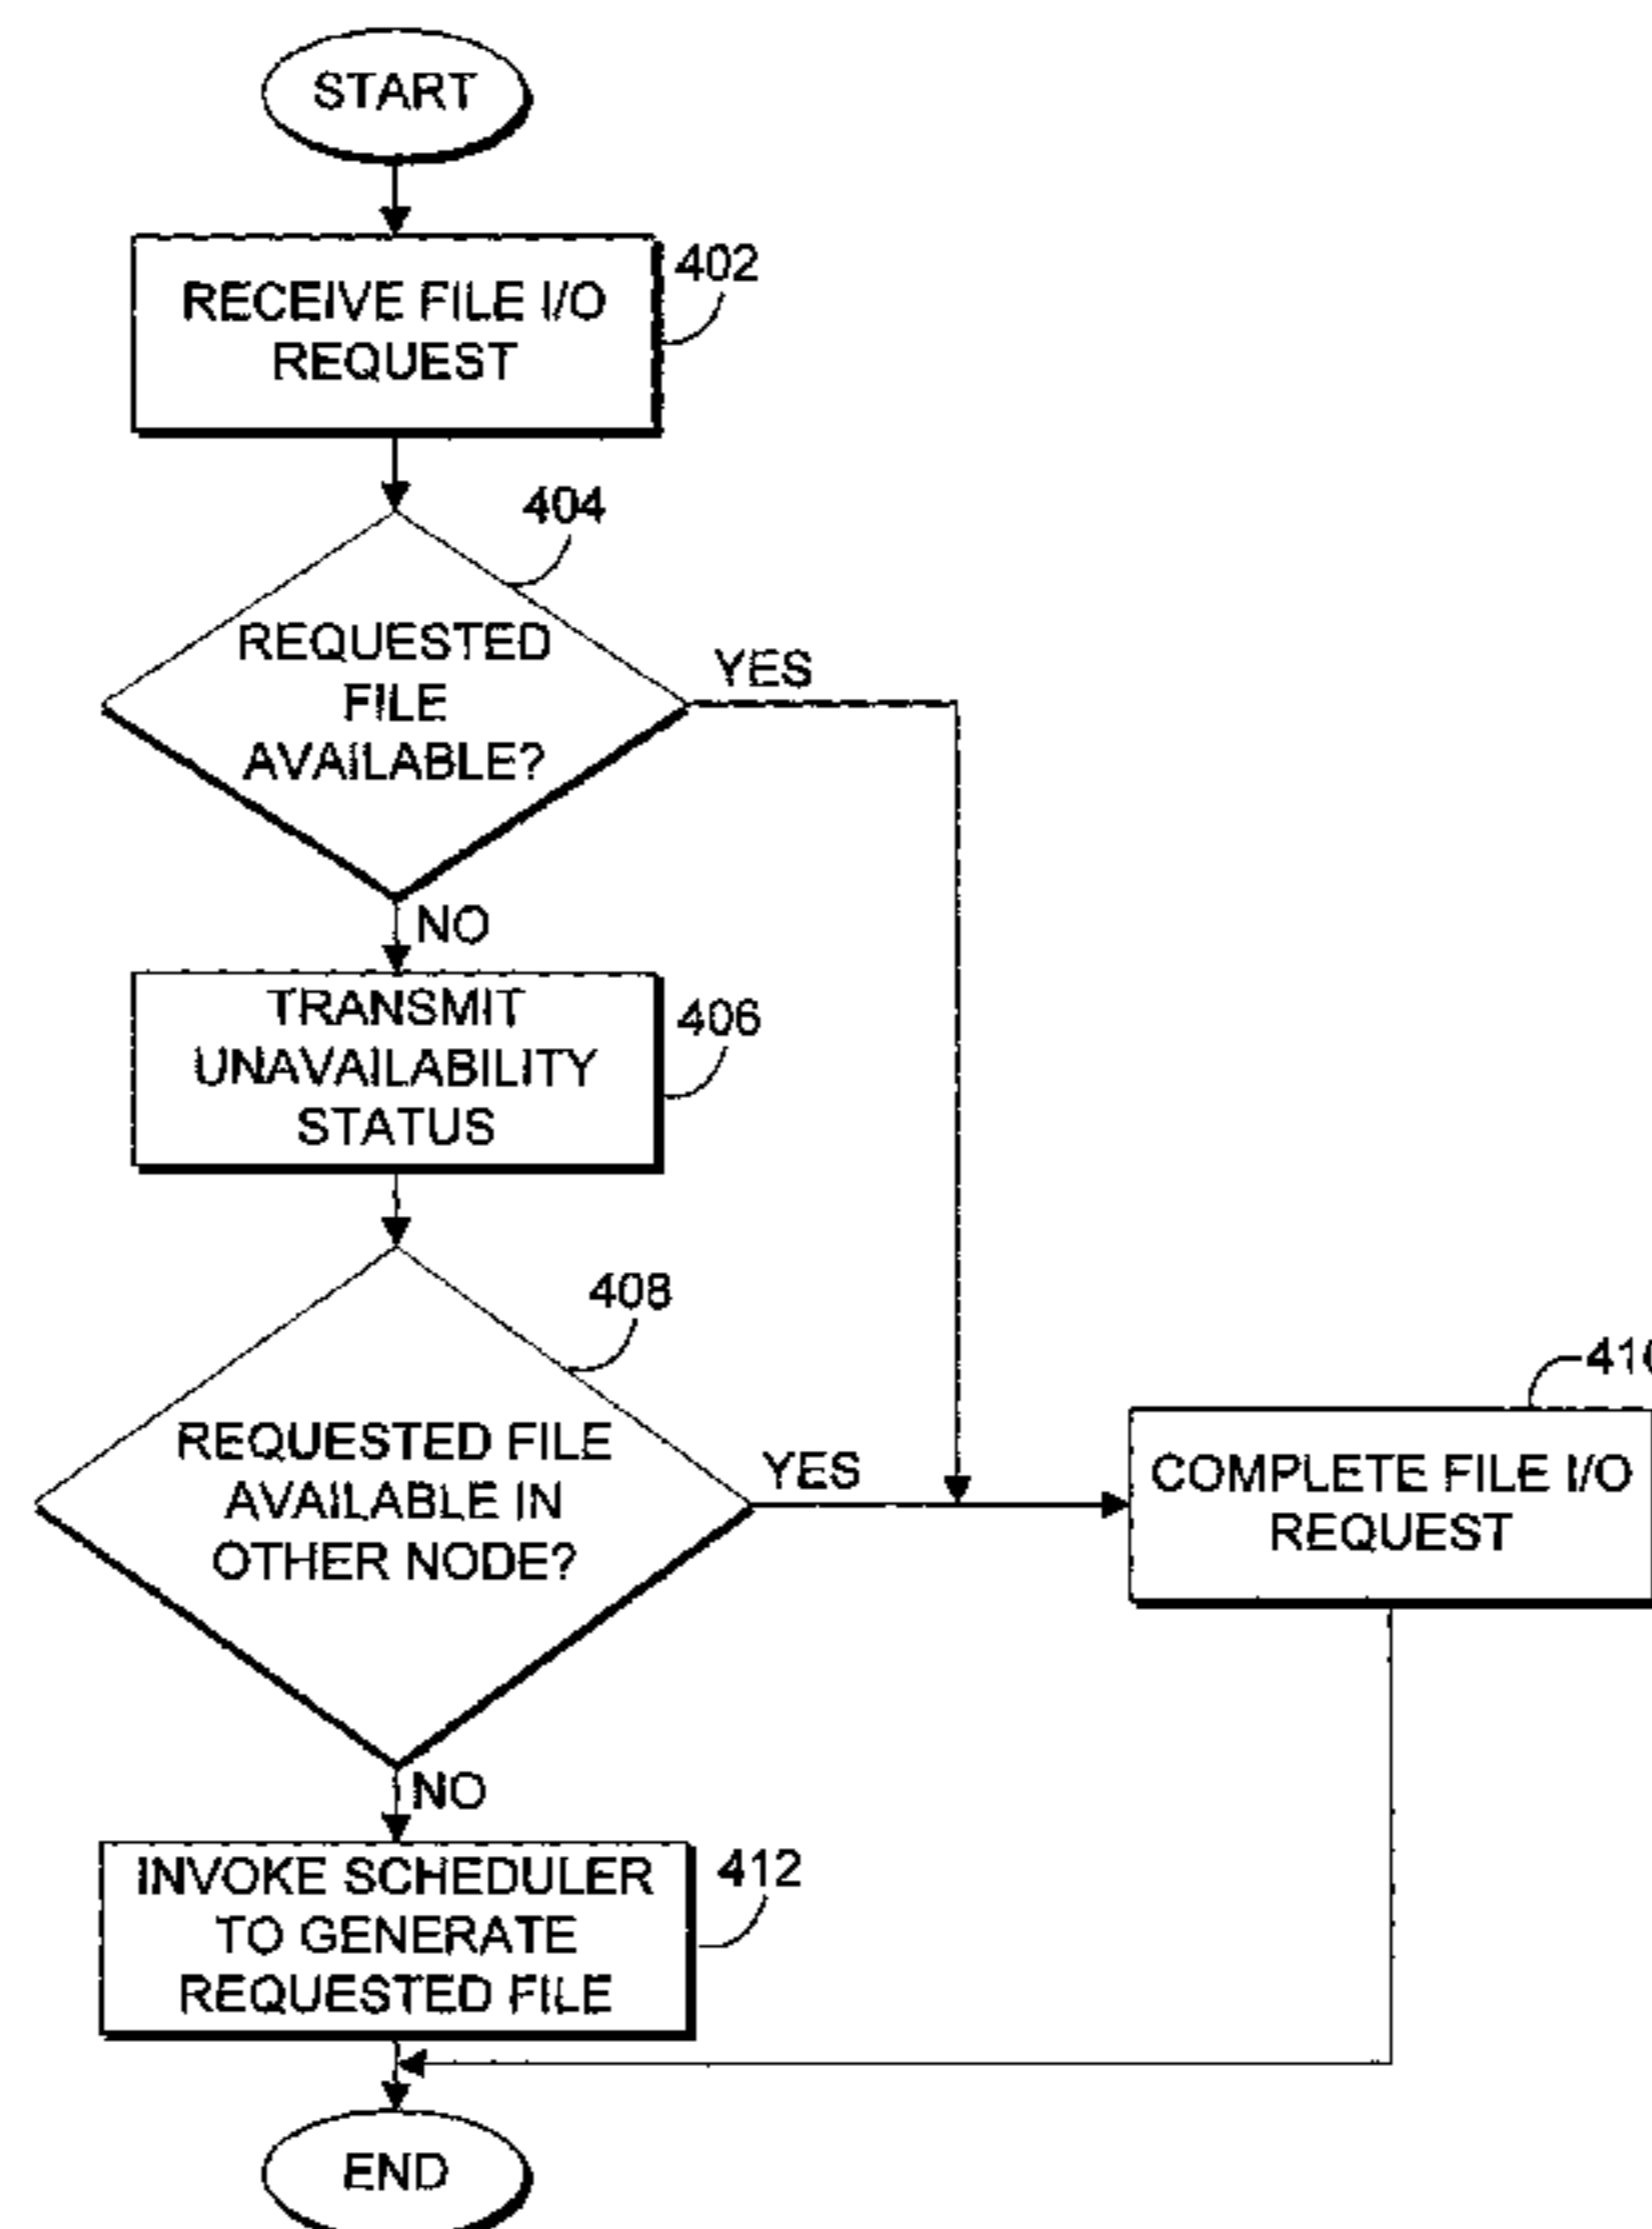 START
RECEIVE FILE I/O
REQUEST
402
404
REQUESTED
FILE
AVAILABLE?
YES
NO
TRANSMIT
UNAVAILABILITY
STATUS
406
408
REQUESTED FILE
AVAILABLE IN
OTHER NODE?
YES
COMPLETE FILE I/O
REQUEST
NO
INVOKE SCHEDULER
TO GENERATE
REQUESTED FILE
412
END